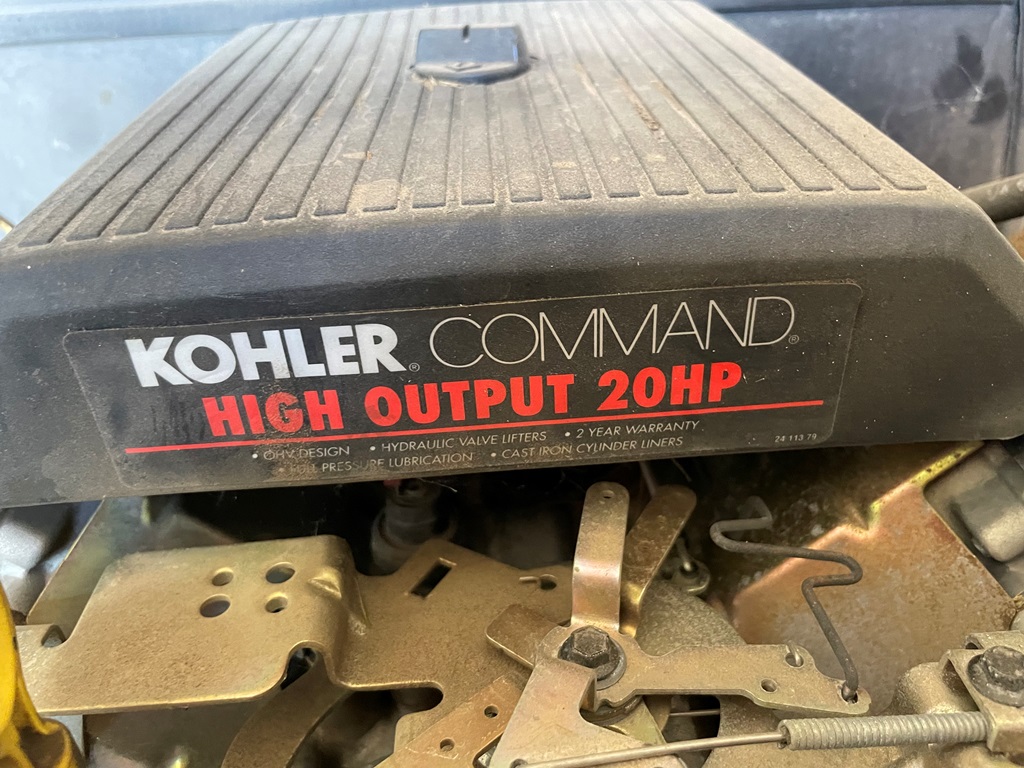 KOHLER® COMMAND®
HIGH OUTPUT 20HP
• OHV DESIGN • HYDRAULIC VALVE LIFTERS • 2 YEAR WARRANTY
• FULL PRESSURE LUBRICATION • CAST IRON CYLINDER LINERS
24 113 79